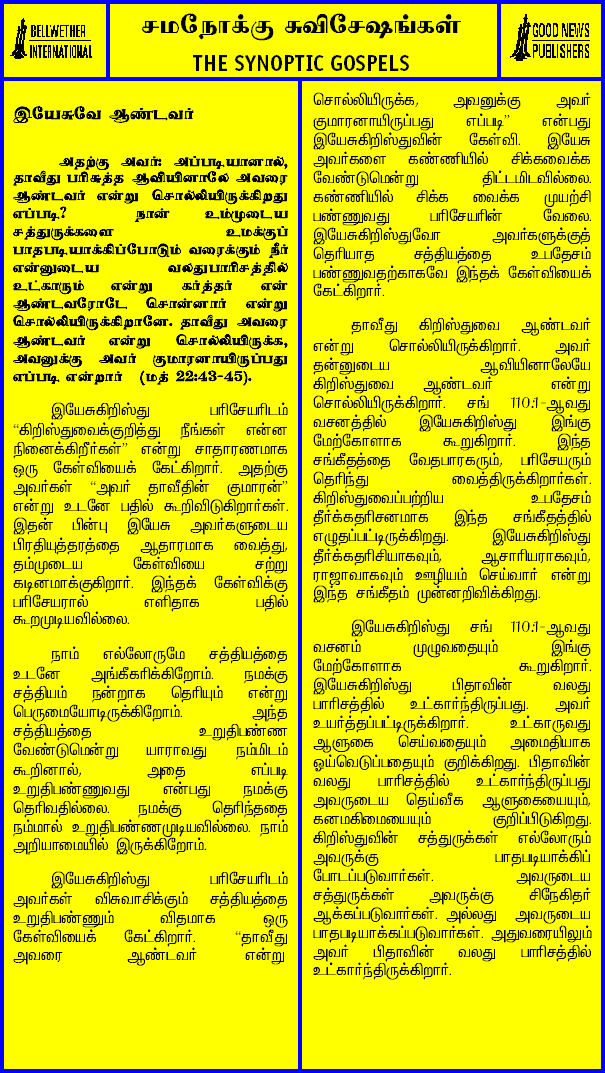 BELLWETHER
INTERNATIONAL
சமநோக்கு சுவிசேஷங்கள்
THE SYNOPTIC GOSPELS
GOOD NEWS
PUBLISHERS
இயேசுவே ஆண்டவர்
அதற்கு அவர்: அப்படியானால்,
தாவீது பரிசுத்த ஆவியினாலே அவரை
ஆண்டவர் என்று சொல்லியிருக்கிறது
எப்படி? நான் உம்முடைய
சத்துருக்களை உமக்குப்
பாதபடியாக்கிப்போடும் வரைக்கும் நீர்
என்னுடைய வலதுபாரிசத்தில்
உட்காரும் என்று கர்த்தர் என்
ஆண்டவரோடே சொன்னார் என்று
சொல்லியிருக்கிறானே. தாவீது அவரை
ஆண்டவர் என்று சொல்லியிருக்க,
அவனுக்கு அவர் குமாரனாயிருப்பது
எப்படி என்றார் (மத் 22:43-45).
இயேசுகிறிஸ்து பரிசேயரிடம்
“கிறிஸ்துவைக்குறித்து நீங்கள் என்ன
நினைக்கிறீர்கள்” என்று சாதாரணமாக
ஒரு கேள்வியைக் கேட்கிறார். அதற்கு
அவர்கள் “அவர் தாவீதின் குமாரன்”
என்று உடனே பதில் கூறிவிடுகிறார்கள்.
இதன் பின்பு இயேசு அவர்களுடைய
பிரதியுத்தரத்தை ஆதாரமாக வைத்து,
தம்முடைய கேள்வியை சற்று
கடினமாக்குகிறார். இந்தக் கேள்விக்கு
பரிசேயரால் எளிதாக பதில்
கூறமுடியவில்லை.
நாம் எல்லோருமே சத்தியத்தை
உடனே அங்கீகரிக்கிறோம். நமக்கு
சத்தியம் நன்றாக தெரியும் என்று
பெருமையோடிருக்கிறோம். அந்த
சத்தியத்தை உறுதிபண்ண
வேண்டுமென்று யாராவது நம்மிடம்
கூறினால், அதை எப்படி
உறுதிபண்ணுவது என்பது நமக்கு
தெரிவதில்லை. நமக்கு தெரிந்ததை
நம்மால் உறுதிபண்ணமுடியவில்லை. நாம்
அறியாமையில் இருக்கிறோம்.
இயேசுகிறிஸ்து பரிசேயரிடம்
அவர்கள் விசுவாசிக்கும் சத்தியத்தை
உறுதிபண்ணும் விதமாக ஒரு
கேள்வியைக் கேட்கிறார். “தாவீது
அவரை ஆண்டவர் என்று
சொல்லியிருக்க, அவனுக்கு அவர்
குமாரனாயிருப்பது எப்படி” என்பது
இயேசுகிறிஸ்துவின் கேள்வி. இயேசு
அவர்களை கண்ணியில் சிக்கவைக்க
வேண்டுமென்று திட்டமிடவில்லை.
கண்ணியில் சிக்க வைக்க முயற்சி
பண்ணுவது பரிசேயரின் வேலை.
இயேசுகிறிஸ்துவோ அவர்களுக்குத்
தெரியாத சத்தியத்தை உபதேசம்
பண்ணுவதற்காகவே இந்தக் கேள்வியைக்
கேட்கிறார்.
தாவீது கிறிஸ்துவை ஆண்டவர்
என்று சொல்லியிருக்கிறார். அவர்
தன்னுடைய ஆவியினாலேயே
கிறிஸ்துவை ஆண்டவர் என்று
சொல்லியிருக்கிறார். சங் 110:1-ஆவது
வசனத்தில் இயேசுகிறிஸ்து இங்கு
மேற்கோளாக கூறுகிறார். இந்த
சங்கீதத்தை வேதபாரகரும், பரிசேயரும்
தெரிந்து வைத்திருக்கிறார்கள்.
கிறிஸ்துவைப்பற்றிய உபதேசம்
தீர்க்கதரிசனமாக இந்த சங்கீதத்தில்
எழுதப்பட்டிருக்கிறது. இயேசுகிறிஸ்து
தீர்க்கதரிசியாகவும், ஆசாரியராகவும்,
ராஜாவாகவும் ஊழியம் செய்வார் என்று
இந்த சங்கீதம் முன்னறிவிக்கிறது.
இயேசுகிறிஸ்து சங் 110:1-ஆவது
வசனம் முழுவதையும் இங்கு
மேற்கோளாக கூறுகிறார்.
இயேசுகிறிஸ்து பிதாவின் வலது
பாரிசத்தில் உட்கார்ந்திருப்பது. அவர்
உயர்த்தப்பட்டிருக்கிறார். உட்காருவது
ஆளுகை செய்வதையும் அமைதியாக
ஓய்வெடுப்பதையும் குறிக்கிறது. பிதாவின்
வலது பாரிசத்தில் உட்கார்ந்திருப்பது
அவருடைய தெய்வீக ஆளுகையையும்,
கனமகிமையையும் குறிப்பிடுகிறது.
கிறிஸ்துவின் சத்துருக்கள் எல்லோரும்
அவருக்கு பாதபடியாக்கிப்
போடப்படுவார்கள். அவருடைய
சத்துருக்கள் அவருக்கு சிநேகிதர்
ஆக்கப்படுவார்கள். அல்லது அவருடைய
பாதபடியாக்கப்படுவார்கள். அதுவரையிலும்
அவர் பிதாவின் வலது பாரிசத்தில்
உட்கார்ந்திருக்கிறார்.